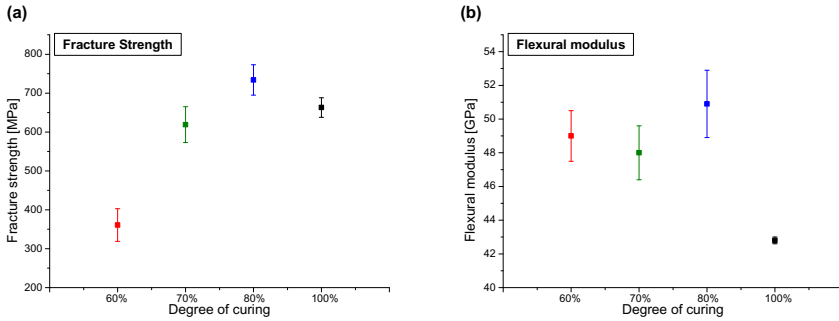 (a)
Fracture Strength
800
700
600
500
400
300
200
Fracture strength [MPa]
60% 70% 80% 100%
Degree of curing
(b)
Flexural modulus
54
52
50
48
46
44
42
40
Flexural modulus [GPa]
60% 70% 80% 100%
Degree of curing